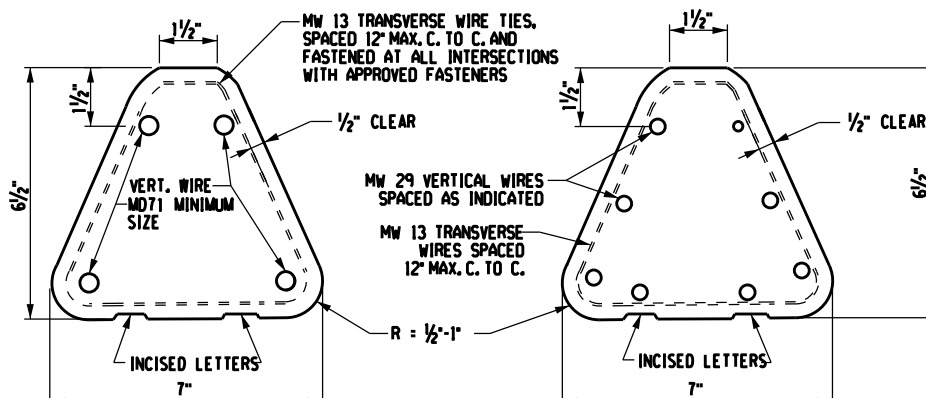 1½"
MW 13 TRANSVERSE WIRE TIES,
SPACED 12" MAX. C. TO C. AND
FASTENED AT ALL INTERSECTIONS
WITH APPROVED FASTENERS
1½"
1½"
½" CLEAR
6½"
VERT. WIRE
MD71 MINIMUM
SIZE
R = ½"-1"
INCISED LETTERS
7"
1½"
½" CLEAR
MW 29 VERTICAL WIRES
SPACED AS INDICATED
MW 13 TRANSVERSE
WIRES SPACED
12" MAX. C. TO C.
6½"
INCISED LETTERS
7"